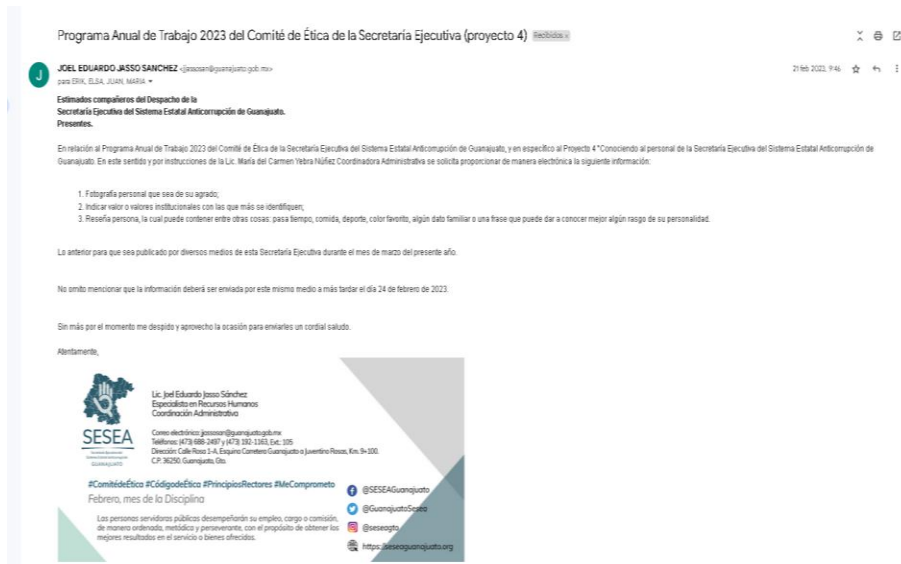 Programa Anual de Trabajo 2023 del Comité de Ética de la Secretaría Ejecutiva (proyecto 4) Recibidos x
J
JOEL EDUARDO JASSO SANCHEZ <jjassosan@guanajuato.gob.mx>
21 feb 2023, 9:46
para ERIK, ELSA, JUAN, MARIA
Estimados compañeros del Despacho de la
Secretaría Ejecutiva del Sistema Estatal Anticorrupción de Guanajuato.
Presentes.
En relación al Programa Anual de Trabajo 2023 del Comité de Ética de la Secretaría Ejecutiva del Sistema Estatal Anticorrupción de Guanajuato, y en específico al Proyecto 4 "Conociendo al personal de la Secretaría Ejecutiva del Sistema Estatal Anticorrupción de
Guanajuato. En este sentido y por instrucciones de la Lic. María del Carmen Yebra Núñez Coordinadora Administrativa se solicita proporcionar de manera electrónica la siguiente información:
1. Fotografía personal que sea de su agrado;
2. Indicar valor o valores institucionales con las que más se identifiquen;
3. Reseña persona, la cual puede contener entre otras cosas: pasa tiempo, comida, deporte, color favorito, algún dato familiar o una frase que puede dar a conocer mejor algún rasgo de su personalidad.
Lo anterior para que sea publicado por diversos medios de esta Secretaría Ejecutiva durante el mes de marzo del presente año.
No omito mencionar que la información deberá ser enviada por este mismo medio a más tardar el día 24 de febrero de 2023.
Sin más por el momento me despido y aprovecho la ocasión para enviarles un cordial saludo.
Atentamente,
Lic. Joel Eduardo Jasso Sánchez
Especialista en Recursos Humanos
Coordinación Administrativa
SESEA
GUANAJUATO
Correo electrónico: jjassosan@guanajuato.gob.mx
Teléfonos: (473) 688-2497 y (473) 192-1163, Ext.: 105
Dirección: Calle Rosa 1-A, Esquina Carretera Guanajuato a Juventino Rosas, Km. 9+100.
C.P. 36250. Guanajuato, Gto.
#ComitédeÉtica #CódigodeÉtica #PrincipiosRectores #MeComprometo
Febrero, mes de la Disciplina
Las personas servidoras públicas desempeñarán su empleo, cargo o comisión,
de manera ordenada, metódica y perseverante, con el propósito de obtener los
mejores resultados en el servicio o bienes ofrecidos.
@SESEAGuanajuato
@GuanajuatoSesea
@seseagto
https://seseaguanajuato.org